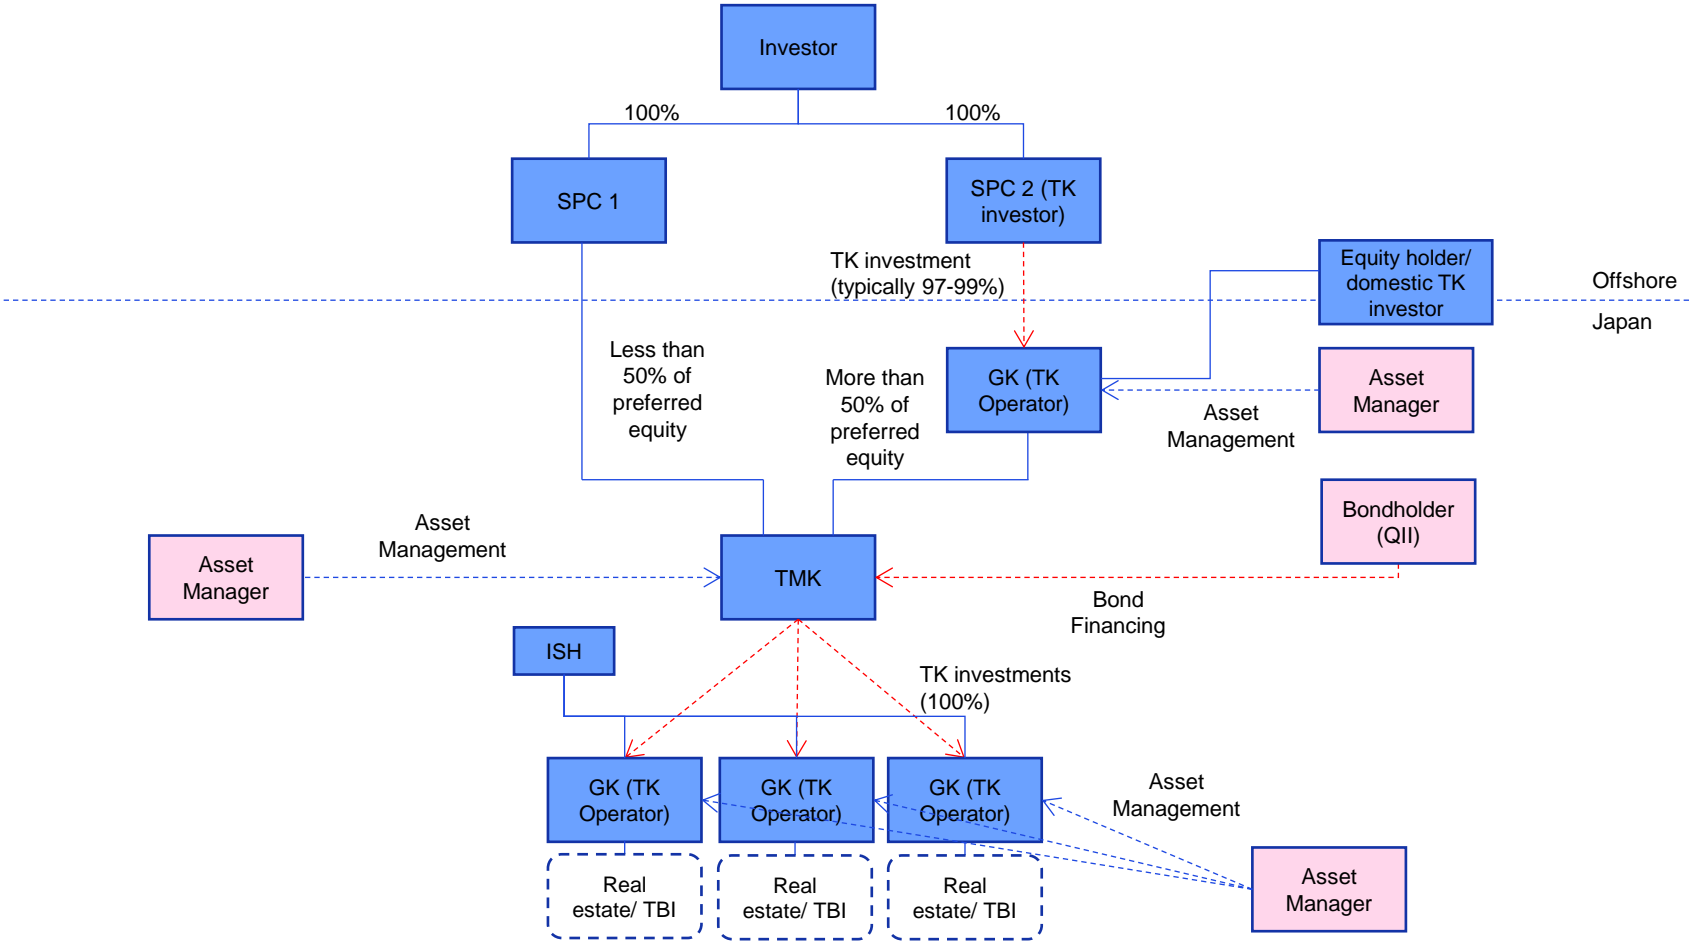 Investor
100%
100%
SPC 1
SPC 2 (TK
investor)
TK investment
(typically 97-99%)
Equity holder/
domestic TK
investor
Offshore
Japan
Less than
50% of
preferred
equity
More than
50% of
preferred
equity
GK (TK
Operator)
Asset
Manager
Asset
Management
Bondholder
(QII)
Asset
Management
Asset
Manager
TMK
Bond
Financing
ISH
TK investments
(100%)
GK (TK
Operator)
GK (TK
Operator)
GK (TK
Operator)
Asset
Management
Real
estate/ TBI
Real
estate/ TBI
Real
estate/ TBI
Asset
Manager